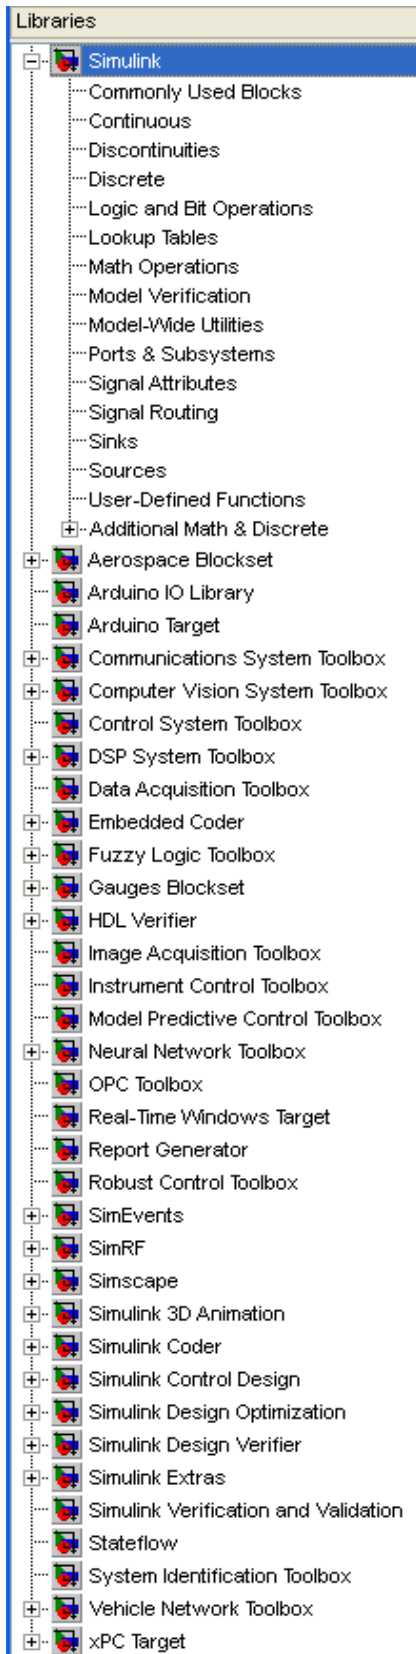 Libraries
Simulink
Commonly Used Blocks
Continuous
Discontinuities
Discrete
Logic and Bit Operations
Lookup Tables
Math Operations
Model Verification
Model-Wide Utilities
Ports & Subsystems
Signal Attributes
Signal Routing
Sinks
Sources
User-Defined Functions
Additional Math & Discrete
Aerospace Blockset
Arduino IO Library
Arduino Target
Communications System Toolbox
Computer Vision System Toolbox
Control System Toolbox
DSP System Toolbox
Data Acquisition Toolbox
Embedded Coder
Fuzzy Logic Toolbox
Gauges Blockset
HDL Verifier
Image Acquisition Toolbox
Instrument Control Toolbox
Model Predictive Control Toolbox
Neural Network Toolbox
OPC Toolbox
Real-Time Windows Target
Report Generator
Robust Control Toolbox
SimEvents
SimRF
Simscape
Simulink 3D Animation
Simulink Coder
Simulink Control Design
Simulink Design Optimization
Simulink Design Verifier
Simulink Extras
Simulink Verification and Validation
Stateflow
System Identification Toolbox
Vehicle Network Toolbox
xPC Target